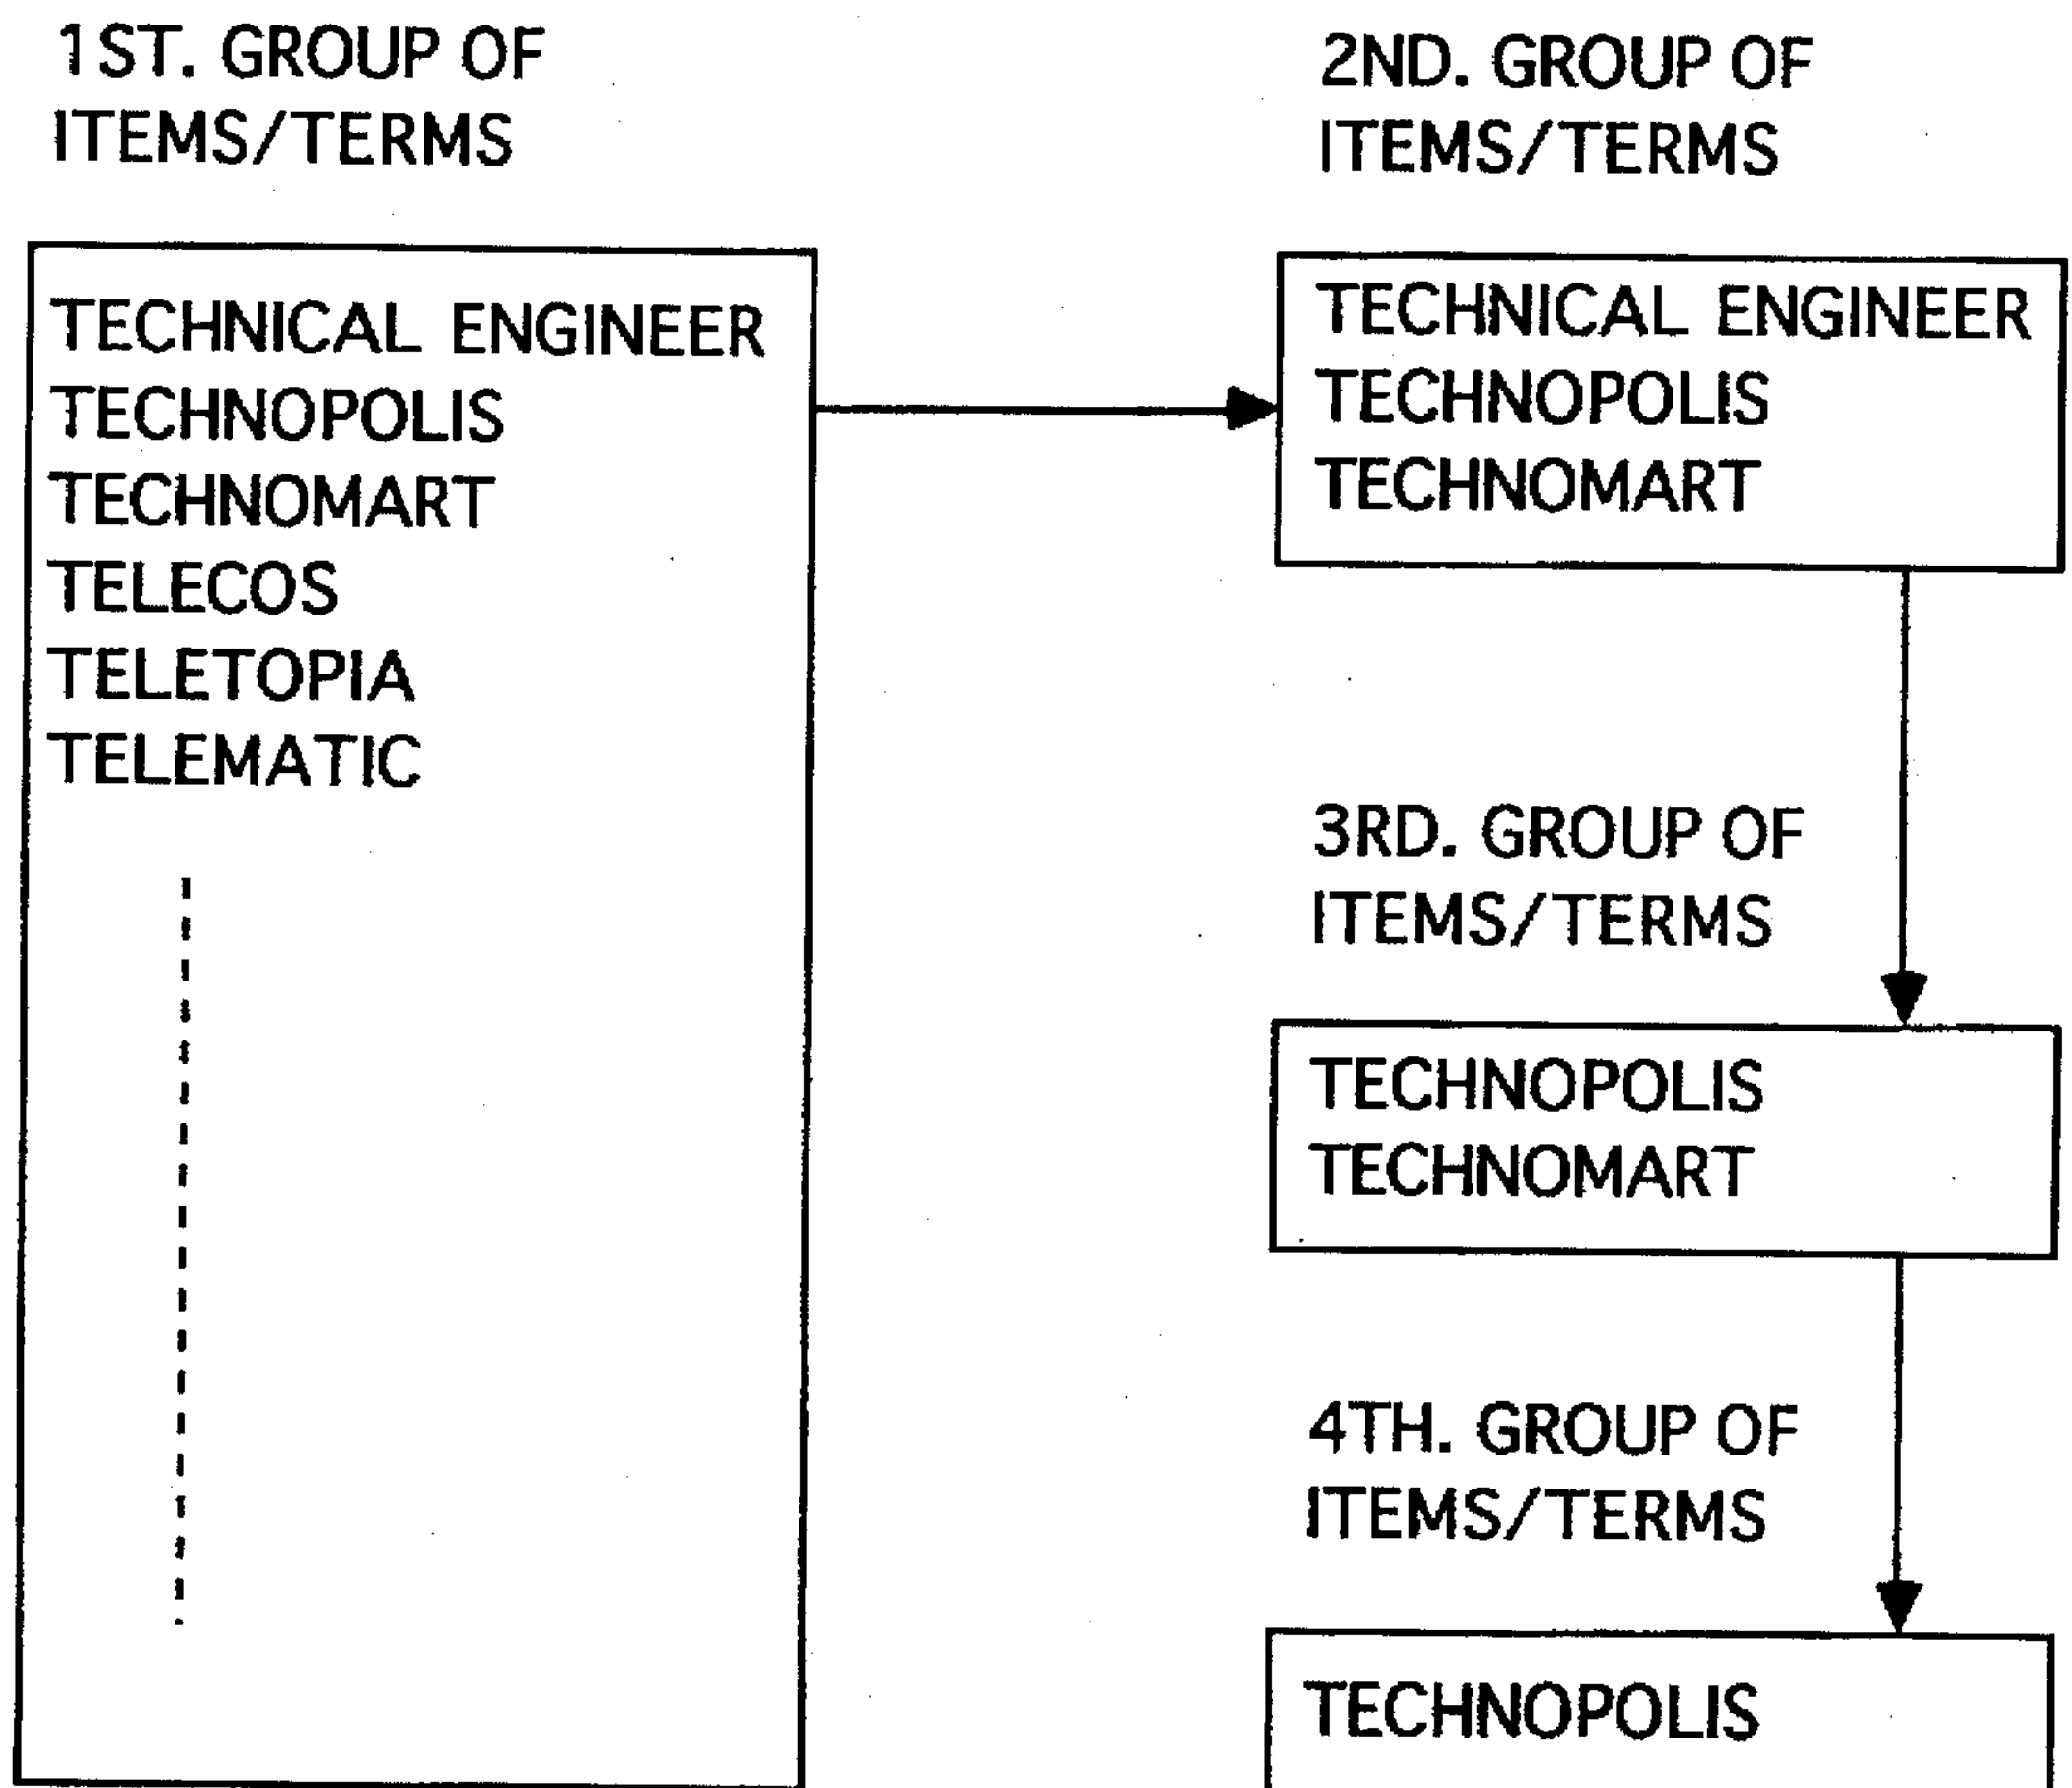 1ST. GROUP OF
ITEMS/TERMS
TECHNICAL ENGINEER
TECHNOPOLIS
TECHNOMART
TELECOS
TELETOPIA
TELEMATIC
2ND. GROUP OF
ITEMS/TERMS
TECHNICAL ENGINEER
TECHNOPOLIS
TECHNOMART
3RD. GROUP OF
ITEMS/TERMS
TECHNOPOLIS
TECHNOMART
4TH. GROUP OF
ITEMS/TERMS
TECHNOPOLIS